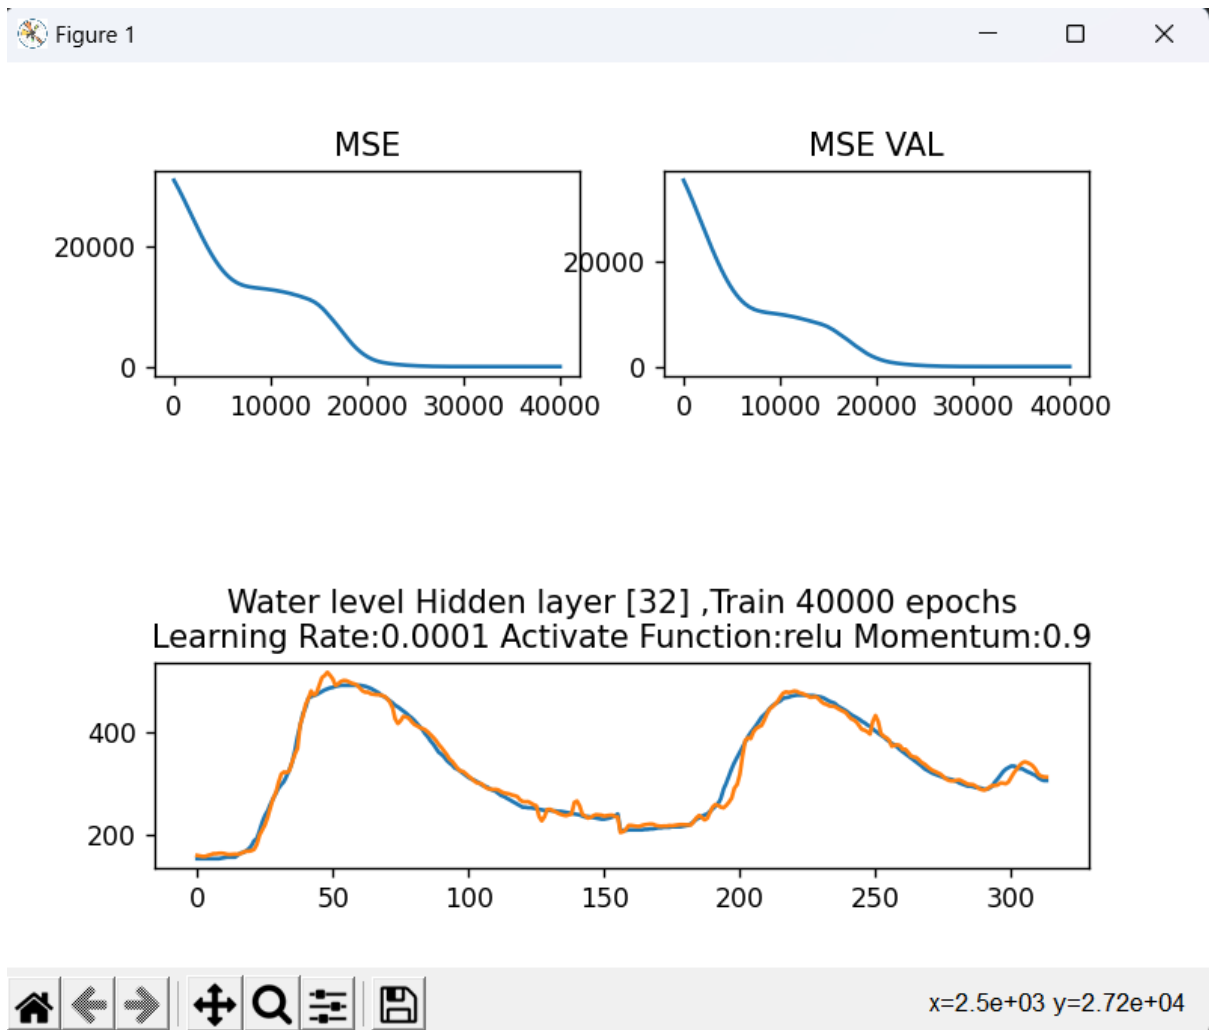 Figure 1
MSE
20000
0
0 10000 20000 30000 40000
MSE VAL
20000
0
0 10000 20000 30000 40000
Water level Hidden layer [32] ,Train 40000 epochs
Learning Rate:0.0001 Activate Function:relu Momentum:0.9
400
200
0 50 100 150 200 250 300
x=2.5e+03 y=2.72e+04